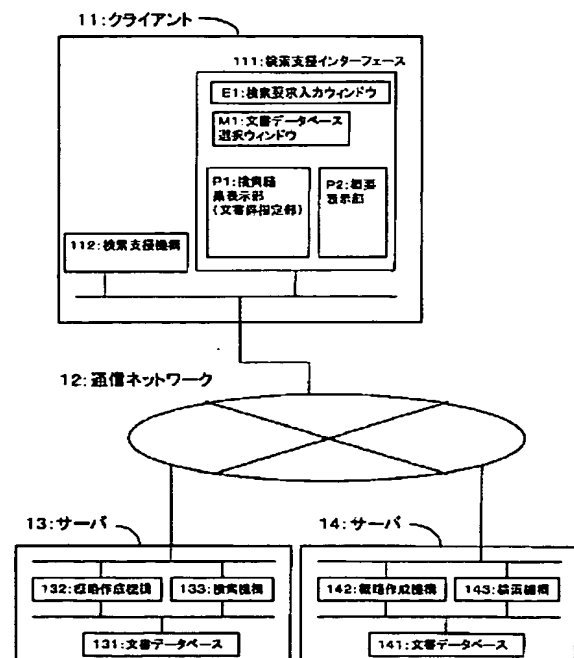 11:クライアント
111:検索支援インターフェース
E1:検索要求入力ウィンドウ
M1:文書データベース
選択ウィンドウ
P1:検索結
果表示部
(文書群指定部)
P2:概要
表示部
112:検索支援機構
12:通信ネットワーク
13:サーバ
14:サーバ
132:概略作成機構
133:検索機構
142:概略作成機構
143:検索機構
131:文書データベース
141:文書データベース